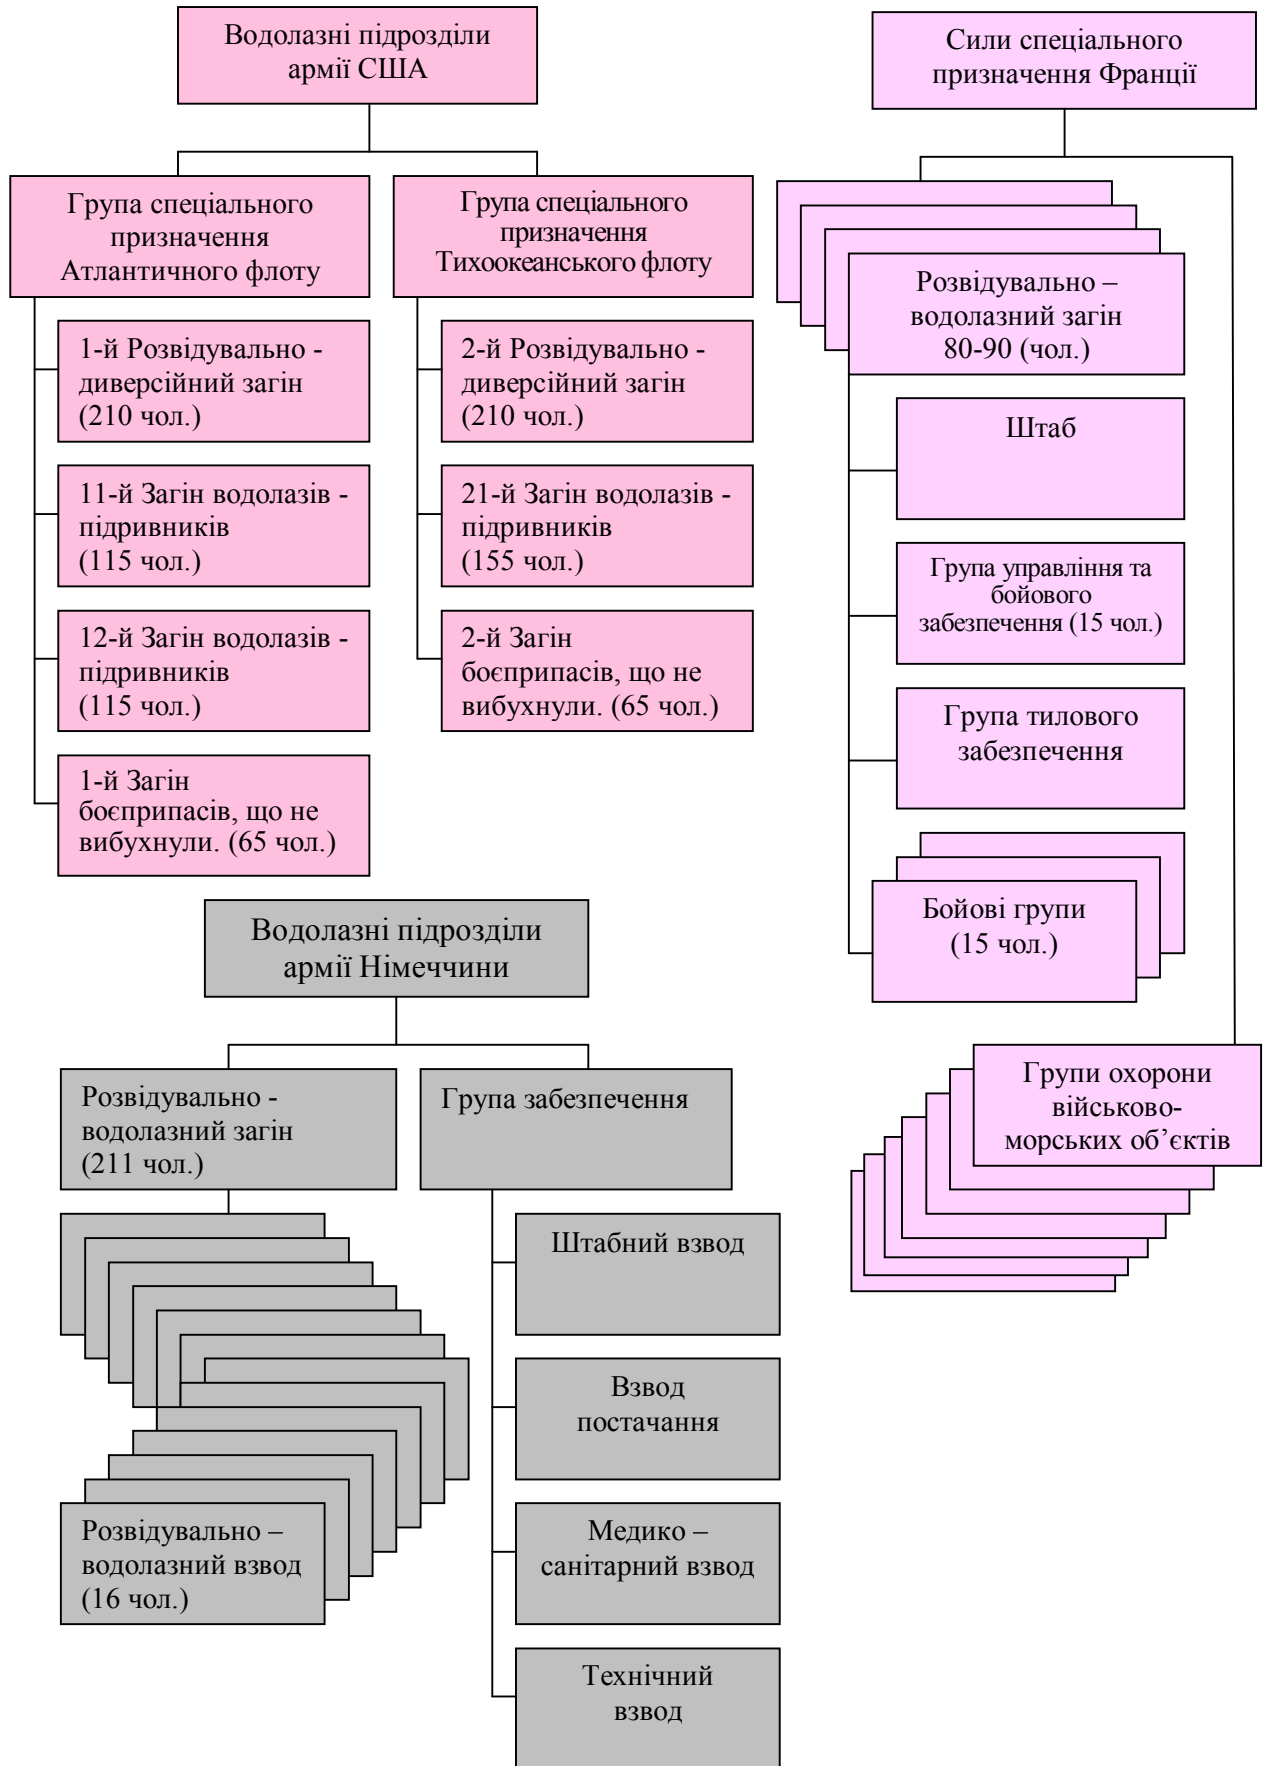 Водолазні підрозділи
армії США
Група спеціального
призначення
Атлантичного флоту
Група спеціального
призначення
Тихоокеанського флоту
1-й Розвідувально -
диверсійний загін
(210 чол.)
11-й Загін водолазів -
підривників
(115 чол.)
12-й Загін водолазів -
підривників
(115 чол.)
1-й Загін
боєприпасів, що не
вибухнули. (65 чол.)
2-й Розвідувально -
диверсійний загін
(210 чол.)
21-й Загін водолазів -
підривників
(155 чол.)
2-й Загін
боєприпасів, що не
вибухнули. (65 чол.)
Сили спеціального
призначення Франції
Розвідувально –
водолазний загін
80-90 (чол.)
Штаб
Група управління та
бойового
забезпечення (15 чол.)
Група тилового
забезпечення
Бойові групи
(15 чол.)
Групи охорони
військово-
морських об’єктів
Водолазні підрозділи
армії Німеччини
Розвідувально -
водолазний загін
(211 чол.)
Розвідувально –
водолазний взвод
(16 чол.)
Група забезпечення
Штабний взвод
Взвод
постачання
Медико –
санітарний взвод
Технічний
взвод